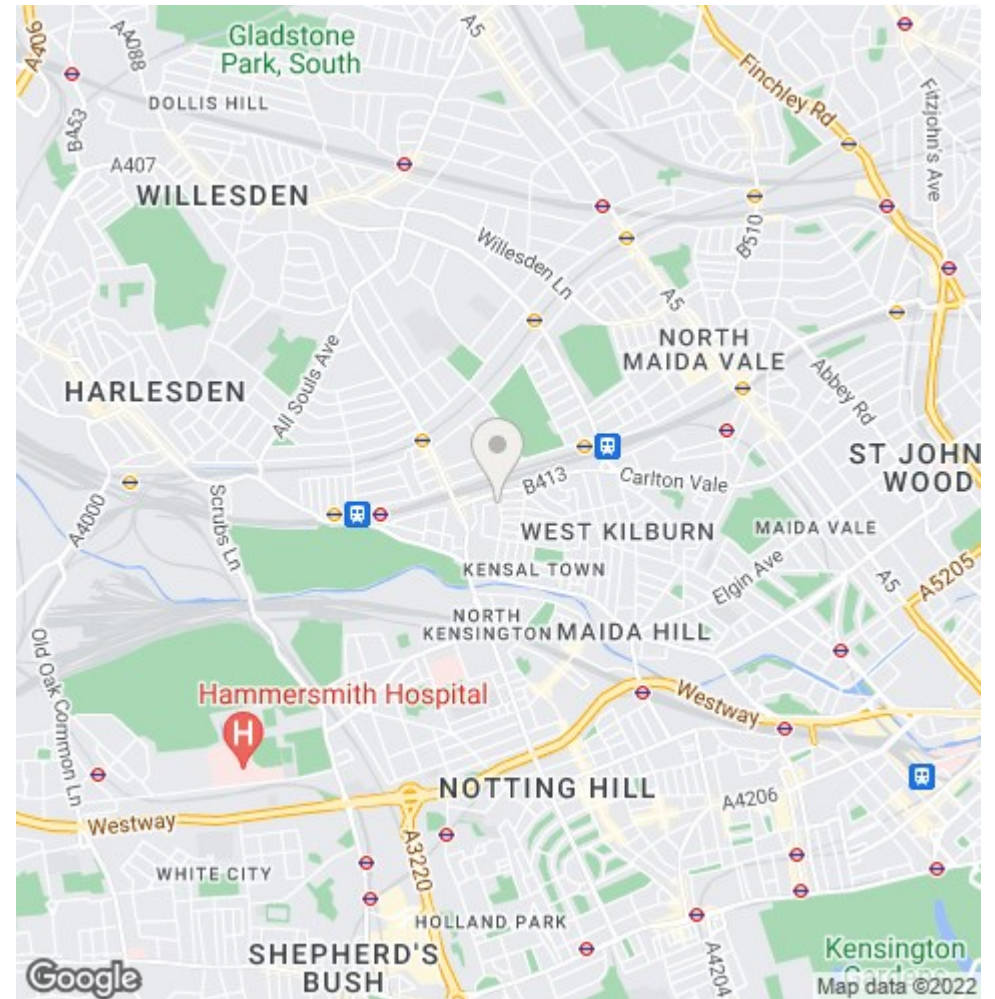 A406
A4088
Gladstone
Park, South
A5
Finchley Rd
Fitzjohn's Ave
DOLLIS HILL
B453
A407
WILLESDEN
B510
Willesden Ln
A5
NORTH
MAIDA VALE
Abbey Rd
HARLESDEN
All Souls Ave
ST JOHN
WOOD
B413
Carlton Vale
A4000
Scrubs Ln
WEST KILBURN
MAIDA VALE
KENSAL TOWN
Elgin Ave
A5
A5205
NORTH
KENSINGTON
MAIDA HILL
Old Oak Common Ln
Hammersmith Hospital
H
Westway
NOTTING HILL
A4206
Westway
A3220
WHITE CITY
HOLLAND PARK
A4204
SHEPHERD'S
BUSH
Kensington
Gardens
Google
Map data ©2022